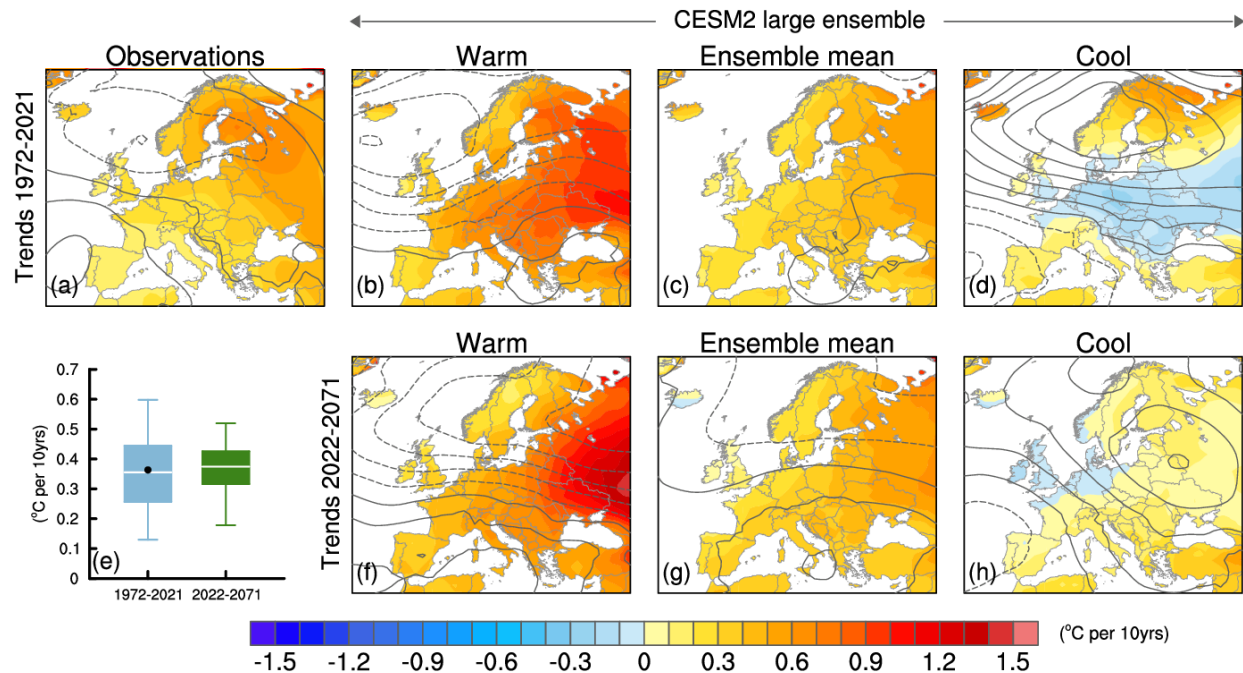 CESM2 large ensemble
Observations Warm Ensemble mean Cool
Trends 1972-2021
(a) (b) (c) (d)
Warm Ensemble mean Cool
Trends 2022-2071
0.7
0.6
0.5
0.4
0.3
0.2
0.1
0
(°C per 10yrs)
(e) (f) (g) (h)
1972-2021 2022-2071
-1.5 -1.2 -0.9 -0.6 -0.3 0 0.3 0.6 0.9 1.2 1.5
(°C per 10yrs)